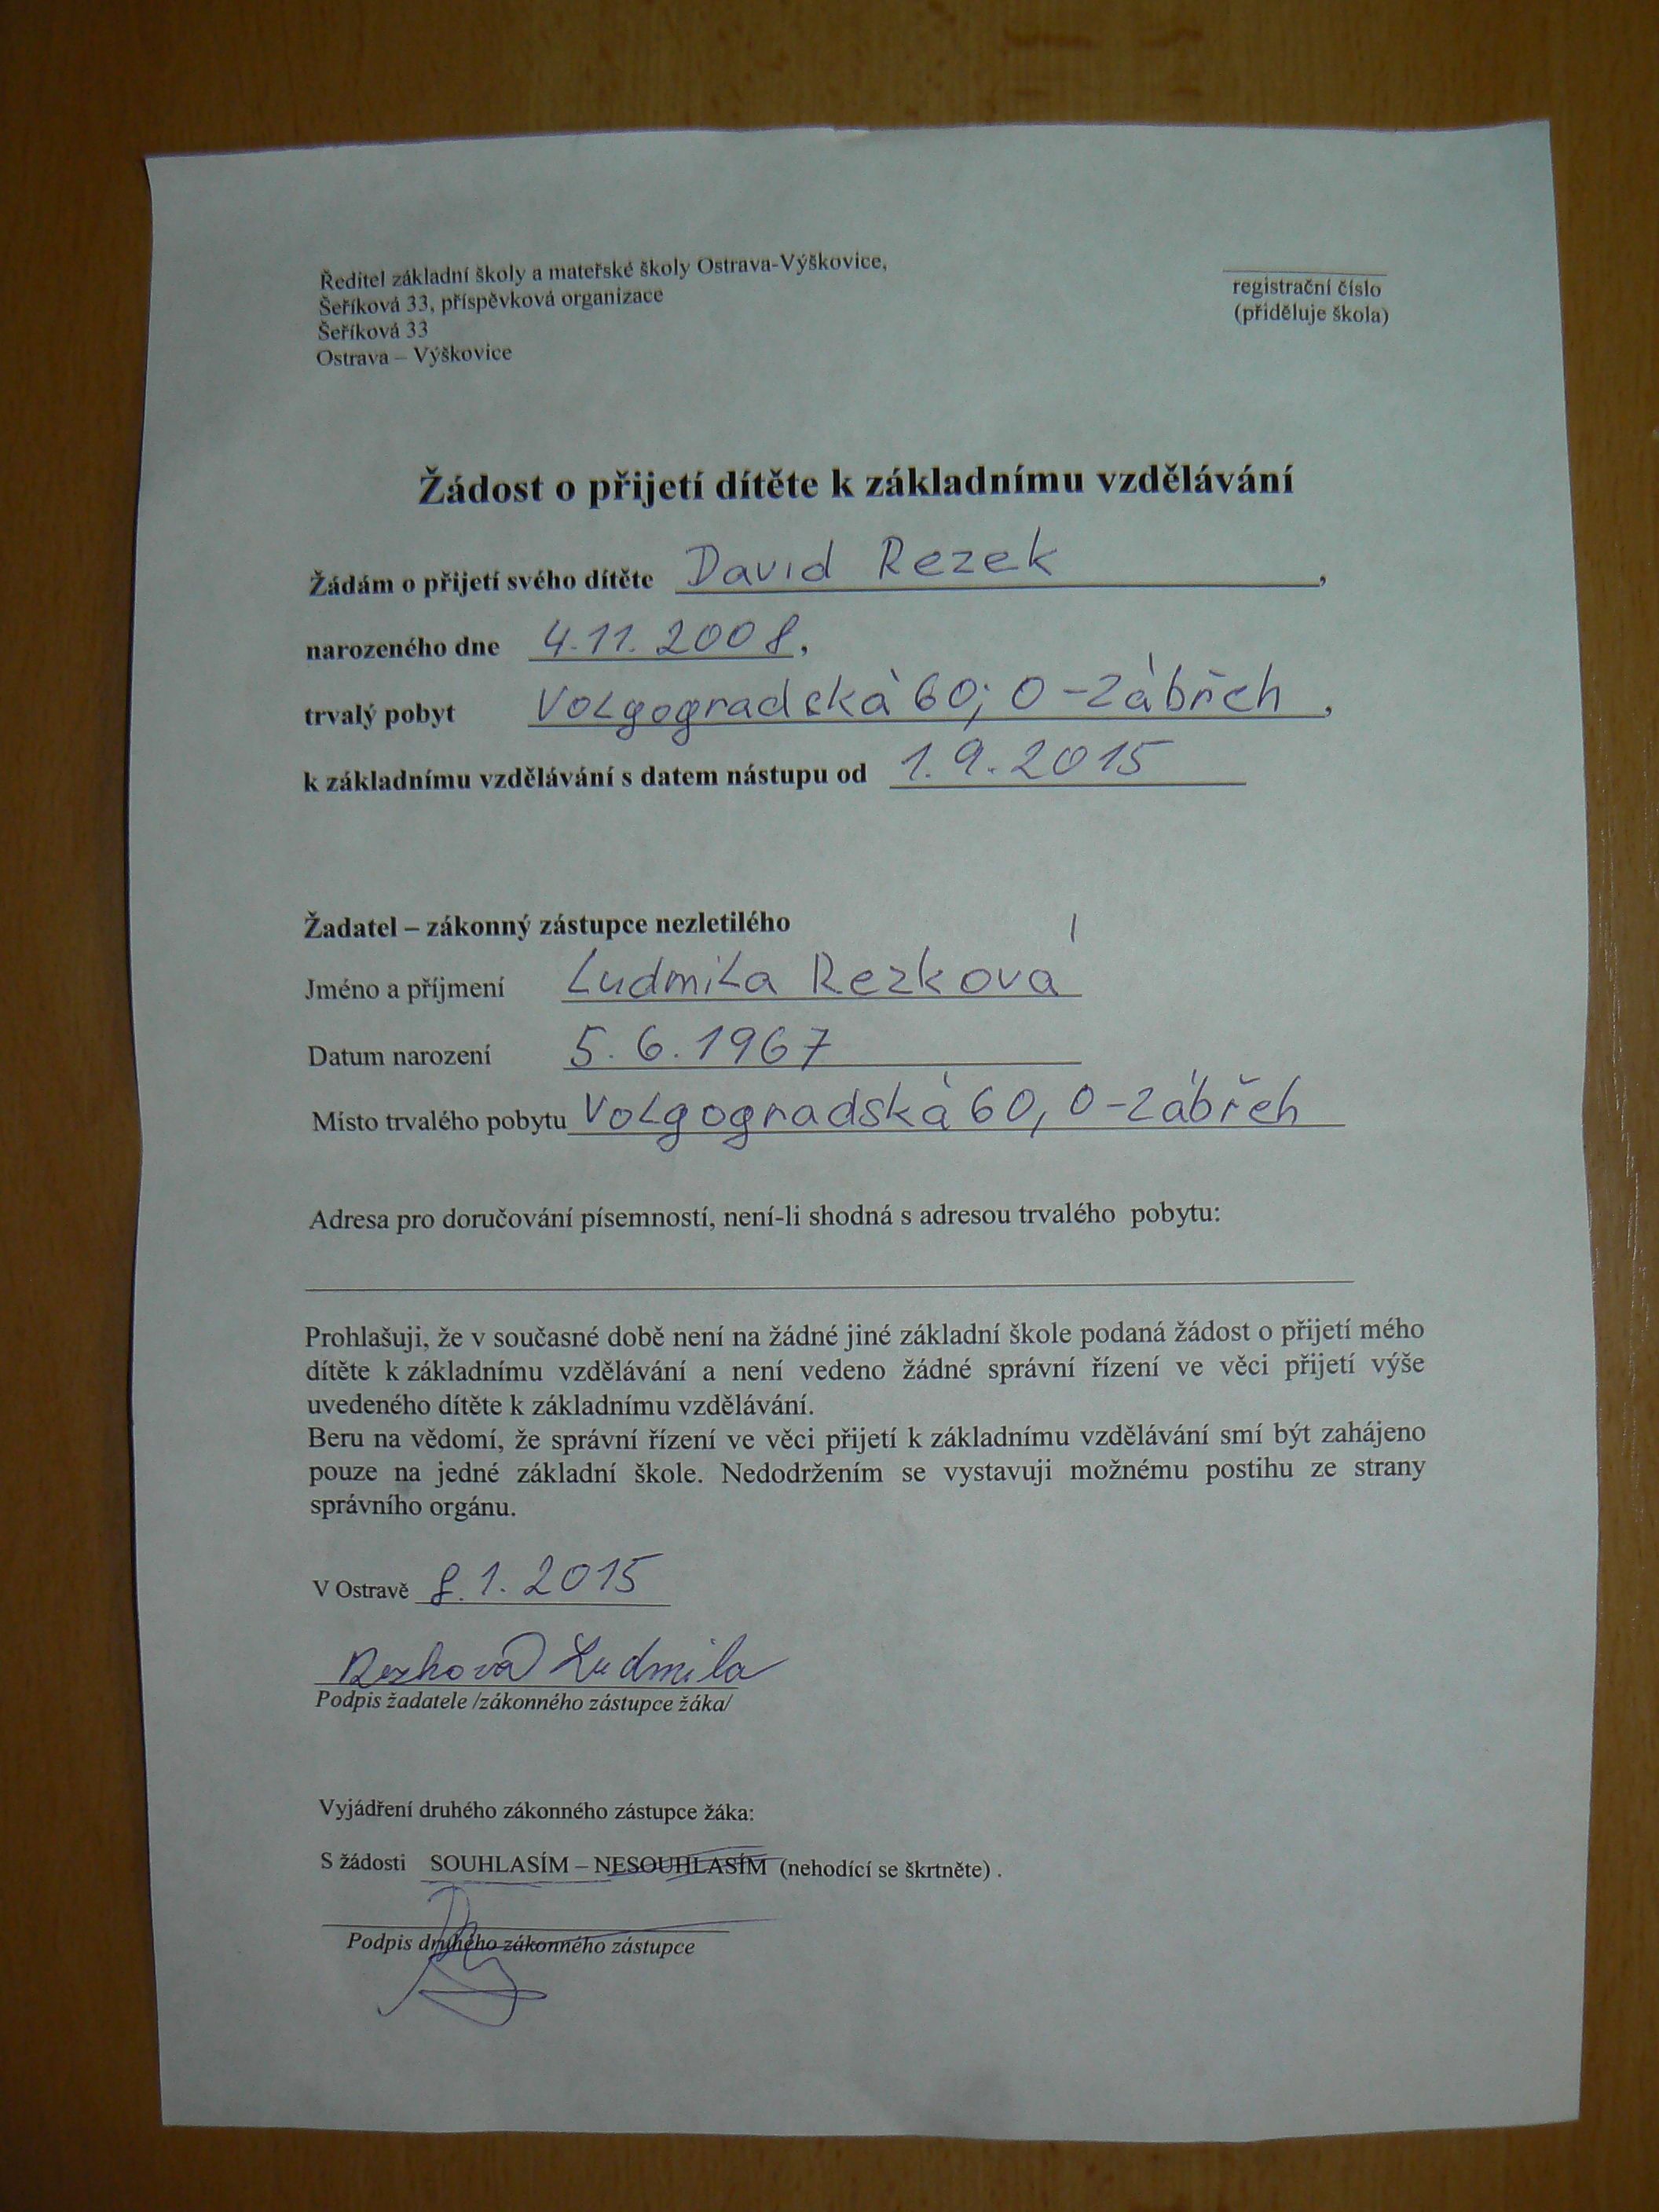 Ředitel základní školy a mateřské školy Ostrava-Výškovice,
Šeříková 33, příspěvková organizace
Šeříková 33
Ostrava – Výškovice
registrační číslo
(přiděluje škola)
Žádost o přijetí dítěte k základnímu vzdělávání
Žádám o přijetí svého dítěte David Rezek,
narozeného dne 4.11.2008,
trvalý pobyt Volgogradská 60; O-Zábřeh,
k základnímu vzdělávání s datem nástupu od 1.9.2015
Žadatel – zákonný zástupce nezletilého
Jméno a příjmení Ludmila Rezková
Datum narození 5.6.1967
Místo trvalého pobytu Volgogradská 60, O-Zábřeh
Adresa pro doručování písemností, není-li shodná s adresou trvalého pobytu:
Prohlašuji, že v současné době není na žádné jiné základní škole podaná žádost o přijetí mého
dítěte k základnímu vzdělávání a není vedeno žádné správní řízení ve věci přijetí výše
uvedeného dítěte k základnímu vzdělávání.
Beru na vědomí, že správní řízení ve věci přijetí k základnímu vzdělávání smí být zahájeno
pouze na jedné základní škole. Nedodržením se vystavuji možnému postihu ze strany
správního orgánu.
V Ostravě 8.1.2015
Rezková Ludmila
Podpis žadatele /zákonného zástupce žáka/
Vyjádření druhého zákonného zástupce žáka:
S žádosti SOUHLASÍM – NESOUHLASÍM (nehodící se škrtněte) .
Podpis druhého zákonného zástupce